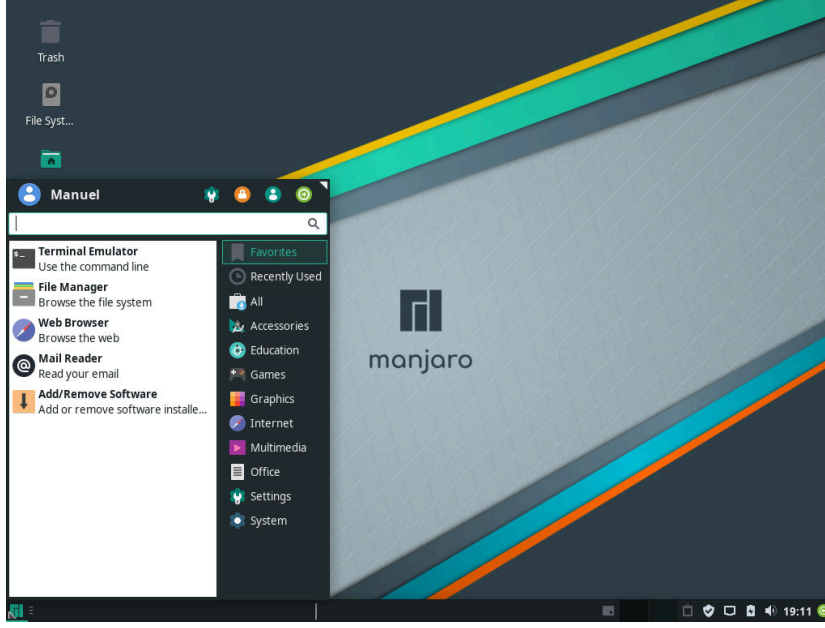 Trash
File Syst...
Manuel
Terminal Emulator
Use the command line
File Manager
Browse the file system
Web Browser
Browse the web
Mail Reader
Read your email
Add/Remove Software
Add or remove software installe...
Favorites
Recently Used
All
Accessories
Education
Games
Graphics
Internet
Multimedia
Office
Settings
System
manjaro
19:11